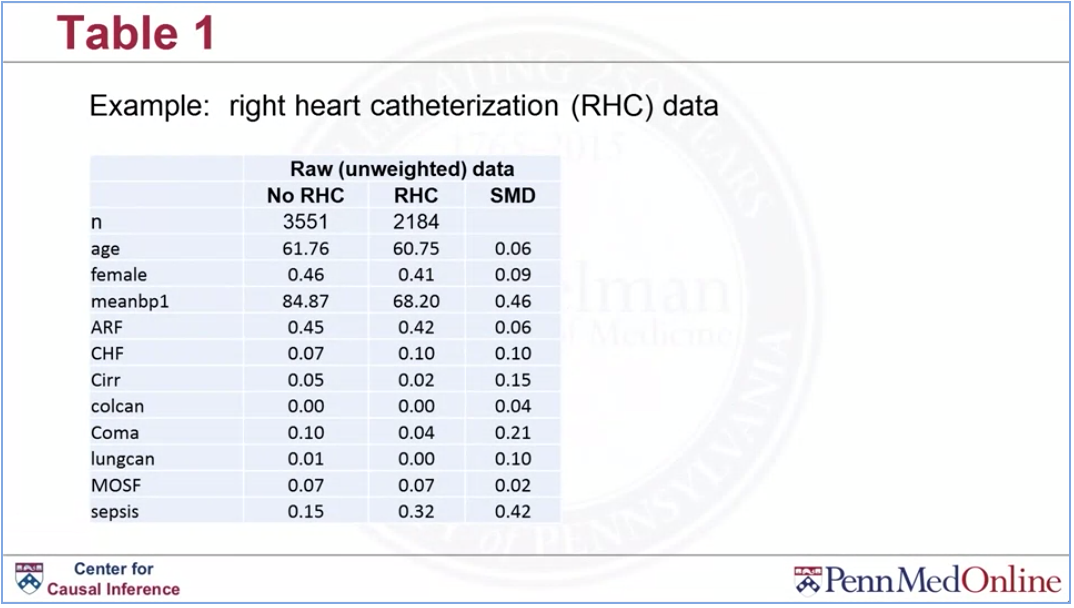 Table 1
Example: right heart catheterization (RHC) data
Raw (unweighted) data
No RHC RHC SMD
n 3551 2184
age 61.76 60.75 0.06
female 0.46 0.41 0.09
meanbp1 84.87 68.20 0.46
ARF 0.45 0.42 0.06
CHF 0.07 0.10 0.10
Cirr 0.05 0.02 0.15
colcan 0.00 0.00 0.04
Coma 0.10 0.04 0.21
lungcan 0.01 0.00 0.10
MOSF 0.07 0.07 0.02
sepsis 0.15 0.32 0.42
Center for
Causal Inference
PennMedOnline